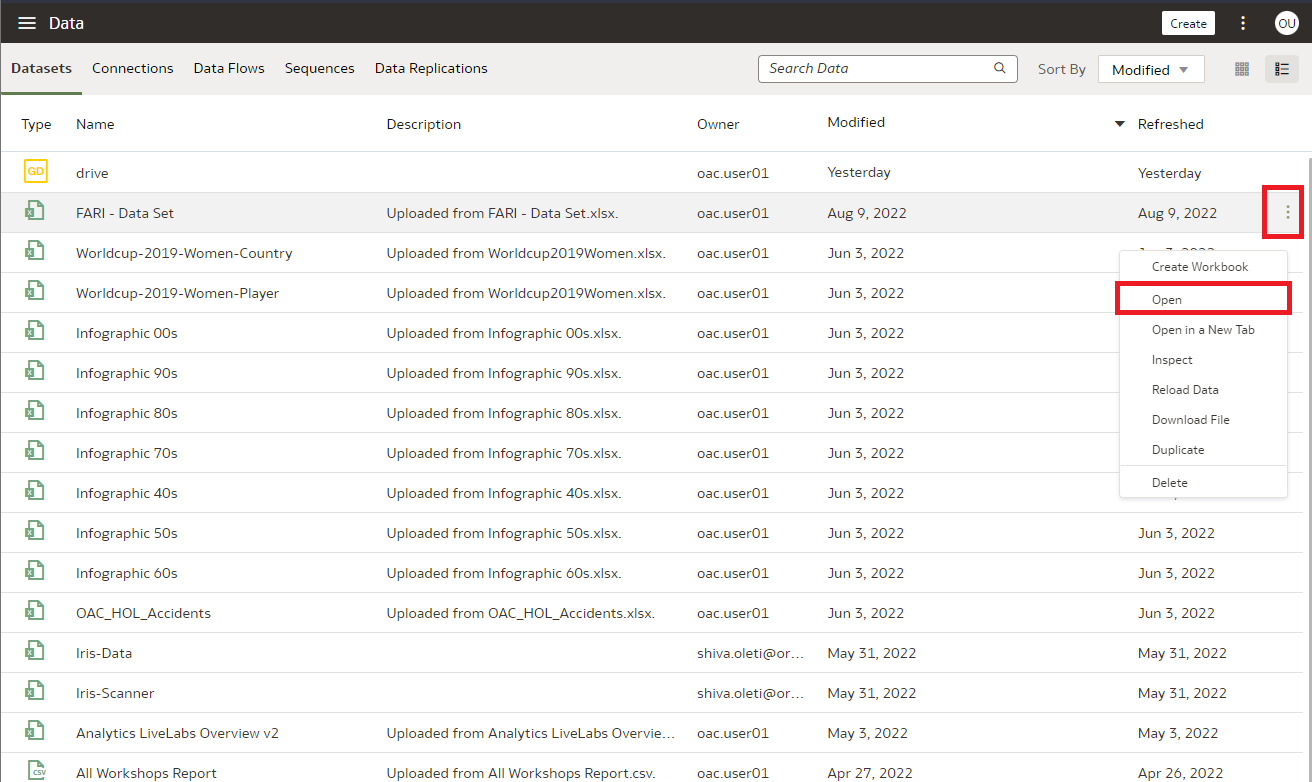 Data Create OU
Datasets Connections Data Flows Sequences Data Replications Search Data Sort By Modified
Type Name Description Owner Modified Refreshed
GD drive oac.user01 Yesterday Yesterday
FARI - Data Set Uploaded from FARI - Data Set.xlsx. oac.user01 Aug 9, 2022 Aug 9, 2022
Worldcup-2019-Women-Country Uploaded from Worldcup2019Women.xlsx. oac.user01 Jun 3, 2022
Create Workbook
Worldcup-2019-Women-Player Uploaded from Worldcup2019Women.xlsx. oac.user01 Jun 3, 2022 Open
Infographic 00s Uploaded from Infographic 00s.xlsx. oac.user01 Jun 3, 2022 Open in a New Tab
Inspect
Infographic 90s Uploaded from Infographic 90s.xlsx. oac.user01 Jun 3, 2022
Reload Data
Infographic 80s Uploaded from Infographic 80s.xlsx. oac.user01 Jun 3, 2022 Download File
Infographic 70s Uploaded from Infographic 70s.xlsx. oac.user01 Jun 3, 2022 Duplicate
Infographic 40s Uploaded from Infographic 40s.xlsx. oac.user01 Jun 3, 2022 Delete
Infographic 50s Uploaded from Infographic 50s.xlsx. oac.user01 Jun 3, 2022 Jun 3, 2022
Infographic 60s Uploaded from Infographic 60s.xlsx. oac.user01 Jun 3, 2022 Jun 3, 2022
OAC_HOL_Accidents Uploaded from OAC_HOL_Accidents.xlsx. oac.user01 Jun 3, 2022 Jun 3, 2022
Iris-Data shiva.oleti@or... May 31, 2022 May 31, 2022
Iris-Scanner shiva.oleti@or... May 31, 2022 May 31, 2022
Analytics LiveLabs Overview v2 Uploaded from Analytics LiveLabs Overvie... oac.user01 May 3, 2022 May 3, 2022
CSV All Workshops Report Uploaded from All Workshops Report.csv. oac.user01 Apr 27, 2022 Apr 26, 2022